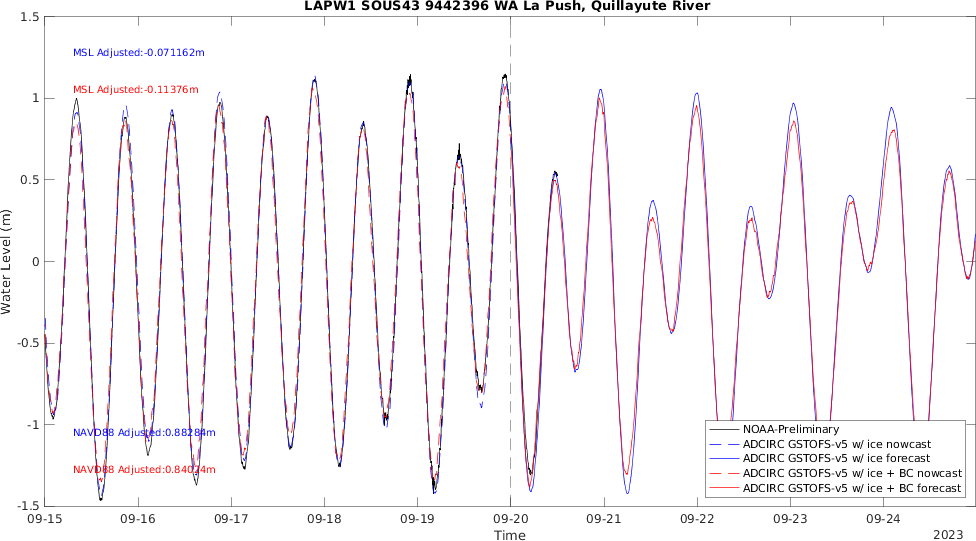 LAPW1 SOUS43 9442396 WA La Push, Quillayute River
1.5
1
0.5
0
-0.5
-1
-1.5
Water Level (m)
MSL Adjusted:-0.071162m
MSL Adjusted:-0.11376m
NAVD88 Adjusted:0.88284m
NAVD88 Adjusted:0.84024m
NOAA-Preliminary
ADCIRC GSTOFS-v5 w/ ice nowcast
ADCIRC GSTOFS-v5 w/ ice forecast
ADCIRC GSTOFS-v5 w/ ice + BC nowcast
ADCIRC GSTOFS-v5 w/ ice + BC forecast
09-15 09-16 09-17 09-18 09-19 09-20 09-21 09-22 09-23 09-24
Time
2023